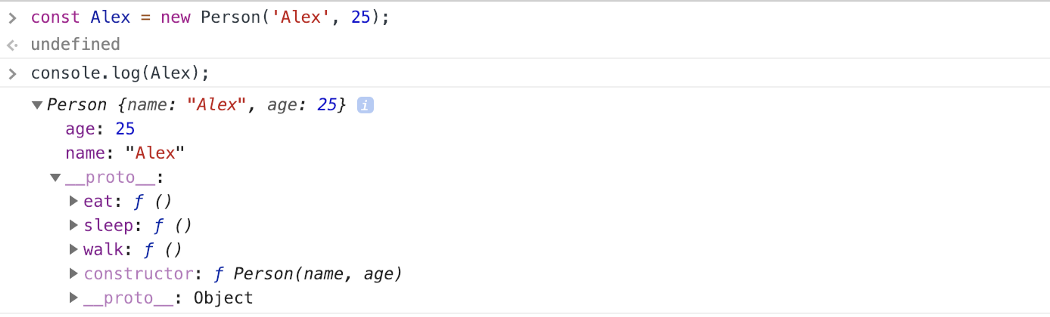 > const Alex = new Person('Alex', 25);
undefined
> console.log(Alex);
▼Person {name: "Alex", age: 25} i
age: 25
name: "Alex"
▼__proto__:
▶eat: ƒ ()
▶sleep: ƒ ()
▶walk: ƒ ()
▶constructor: ƒ Person(name, age)
▶__proto__: Object